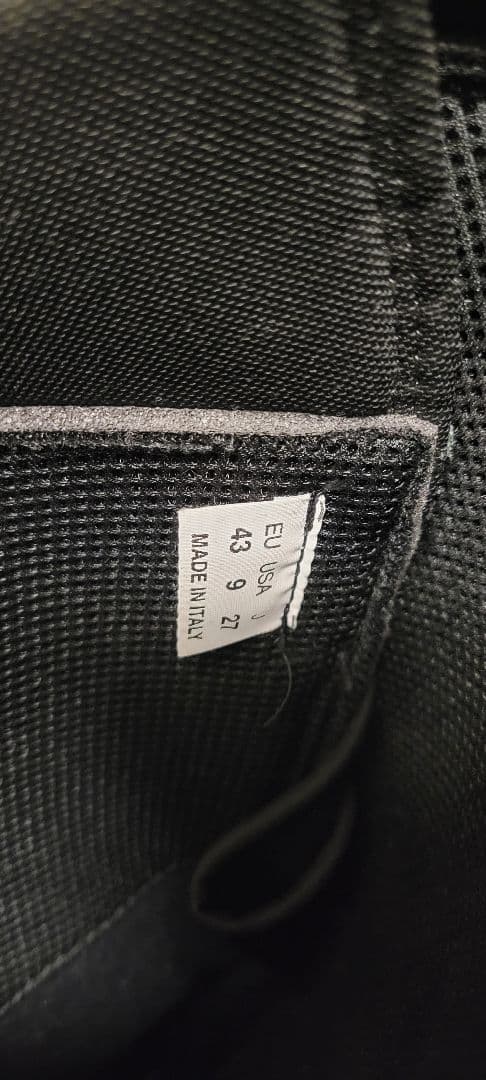 EU USA J
43 9 27
MADE IN ITALY